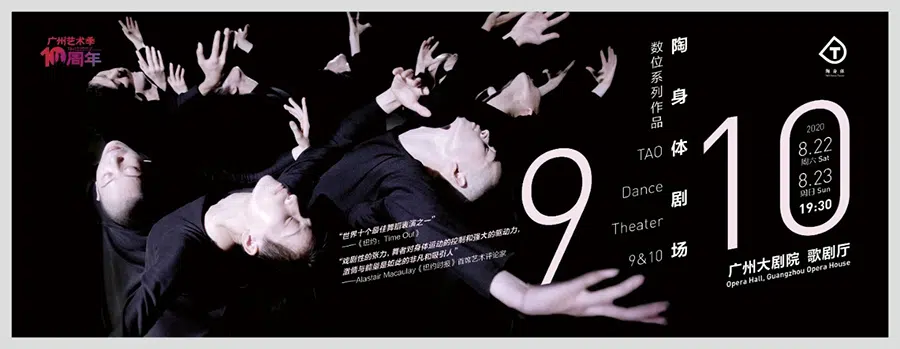 广州艺术季
10周年
"世界十个最佳舞蹈表演之一"
——《纽约:Time Out》
"戏剧性的张力,舞者对身体运动的控制和强大的驱动力,
激情与能量是如此的非凡和吸引人"
——Alastair Macaulay《纽约时报》首席艺术评论家
9
数位系列作品
TAO
Dance
Theater
9&10
陶身体剧场
10
陶身体
2020
8.22
周六 Sat
8.23
周日 Sun
19:30
广州大剧院 歌剧厅
Opera Hall, Guangzhou Opera House